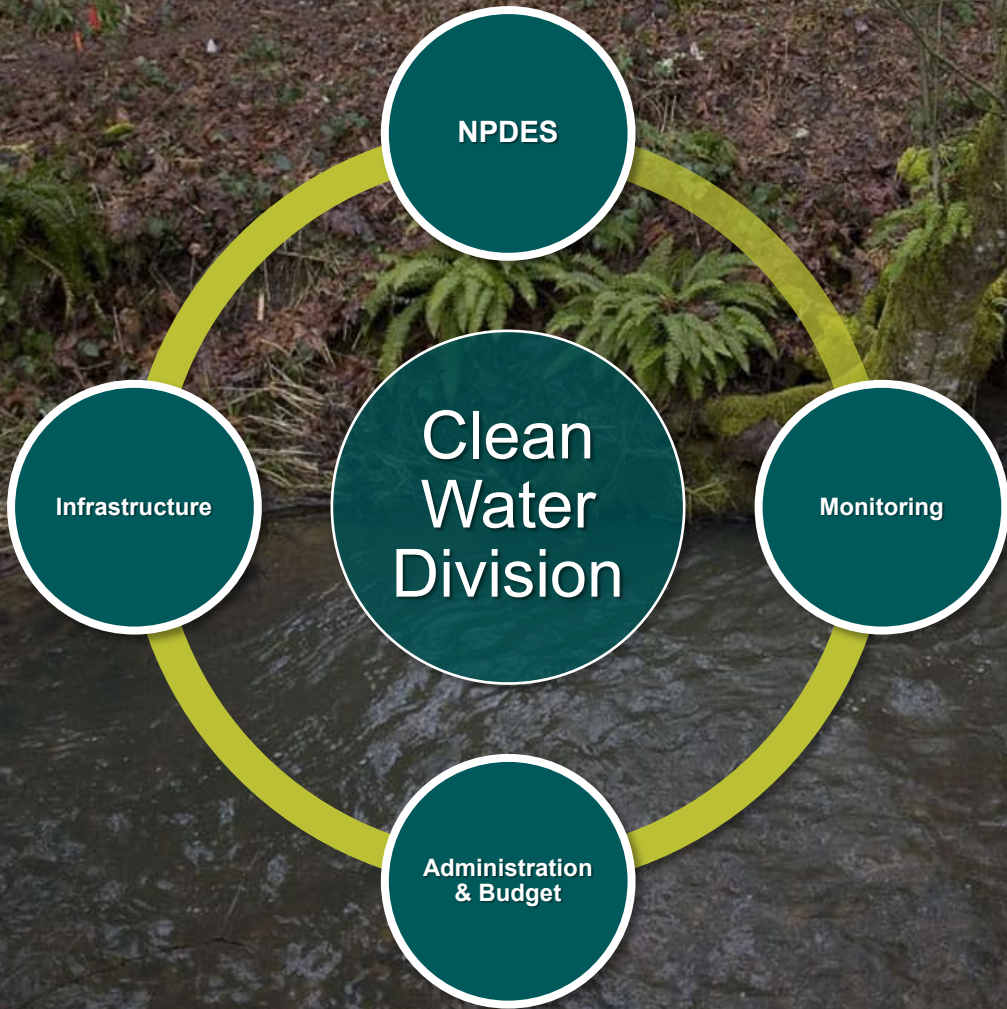 NPDES
Clean
Water
Division
Infrastructure
Monitoring
Administration
& Budget